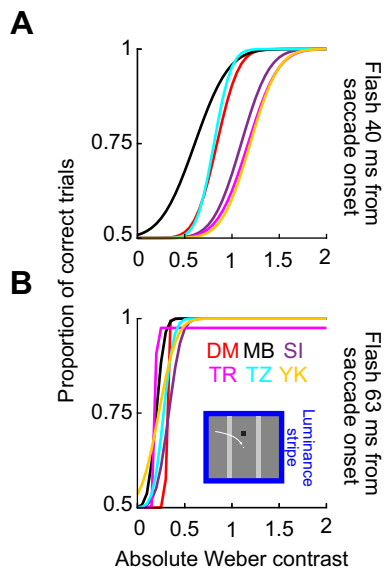 A
1
0.75
0.5
0 0.5 1 1.5 2
Flash 40 ms from
saccade onset
Proportion of correct trials
B
1
0.75
0.5
0 0.5 1 1.5 2
DM MB SI
TR TZ YK
Luminance
stripe
Flash 63 ms from
saccade onset
Absolute Weber contrast